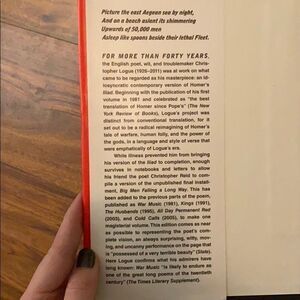 Picture the east Aegean sea by night,
And on a beach aslant its shimmering
Upwards of 50,000 men
Asleep like spoons beside their lethal Fleet.
FOR MORE THAN FORTY YEARS,
the English poet, wit, and troublemaker Chris-
topher Logue (1926–2011) was at work on what
came to be regarded as his masterpiece: an id-
iosyncratic contemporary version of Homer's
Iliad. Beginning with the publication of his first
volume in 1981 and celebrated as "the best
translation of Homer since Pope's" (The New
York Review of Books), Logue's project was
distinct from conventional translation, for it
set out to be a radical reimagining of Homer's
tale of warfare, human folly, and the power of
the gods, in a language and style of verse that
were emphatically of Logue's era.
While illness prevented him from bringing
his version of the Iliad to completion, enough
survives in notebooks and letters to allow
his friend the poet Christopher Reid to com-
pile a version of the unpublished final install-
ment, Big Men Falling a Long Way. This has
been added to the previous parts of the poem,
published as War Music (1981), Kings (1991),
The Husbands (1995), All Day Permanent Red
(2003), and Cold Calls (2005), to make one
magisterial volume. This edition comes as near
as possible to representing the poet's com-
plete vision, an always surprising, witty, mov-
ing, and uncanny performance on the page that
is "possessed of a very terrible beauty" (Slate).
Here Logue confirms what his admirers have
long known: War Music "is likely to endure as
one of the great long poems of the twentieth
century" (The Times Literary Supplement).